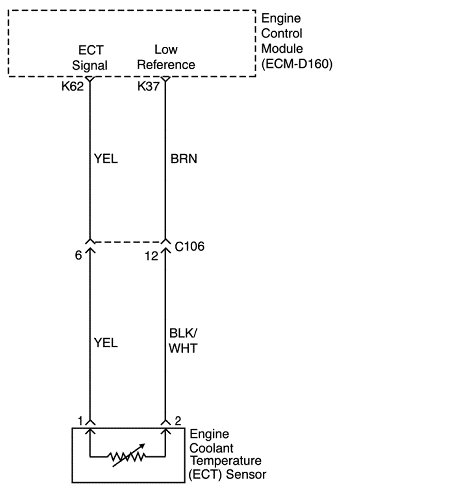 Engine
Control
Module
(ECM-D160)
ECT
Signal
Low
Reference
K62
K37
YEL
BRN
C106
6
12
YEL
BLK/
WHT
1
2
Engine
Coolant
Temperature
(ECT) Sensor